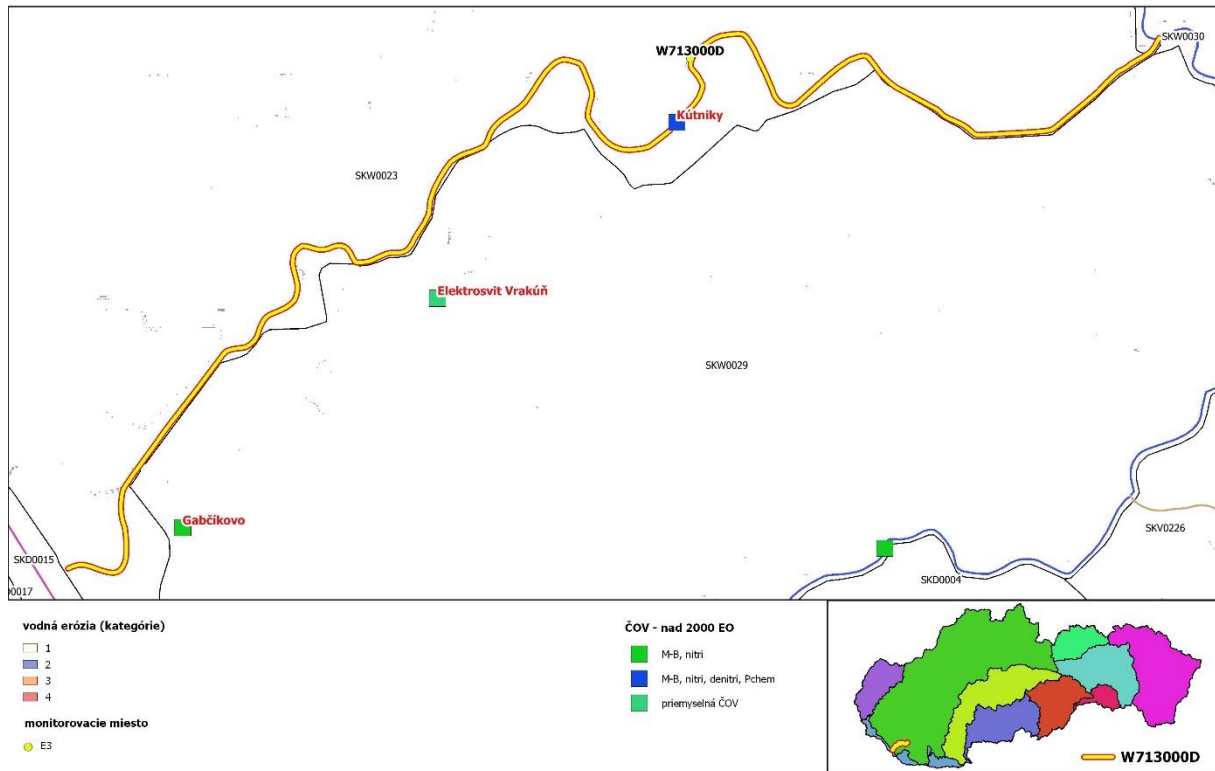 SKW0030
W713000D
Kútniky
SKW0023
Elektrosvit Vrakúň
SKW0029
Gabčíkovo
SKV0226
SKD0015
SKD0004
0017
vodná erózia (kategórie)
1
2
3
4
monitorovacie miesto
E3
ČOV - nad 2000 EO
M-B, nitri
M-B, nitri, denitri, Pchem
priemyselná ČOV
W713000D